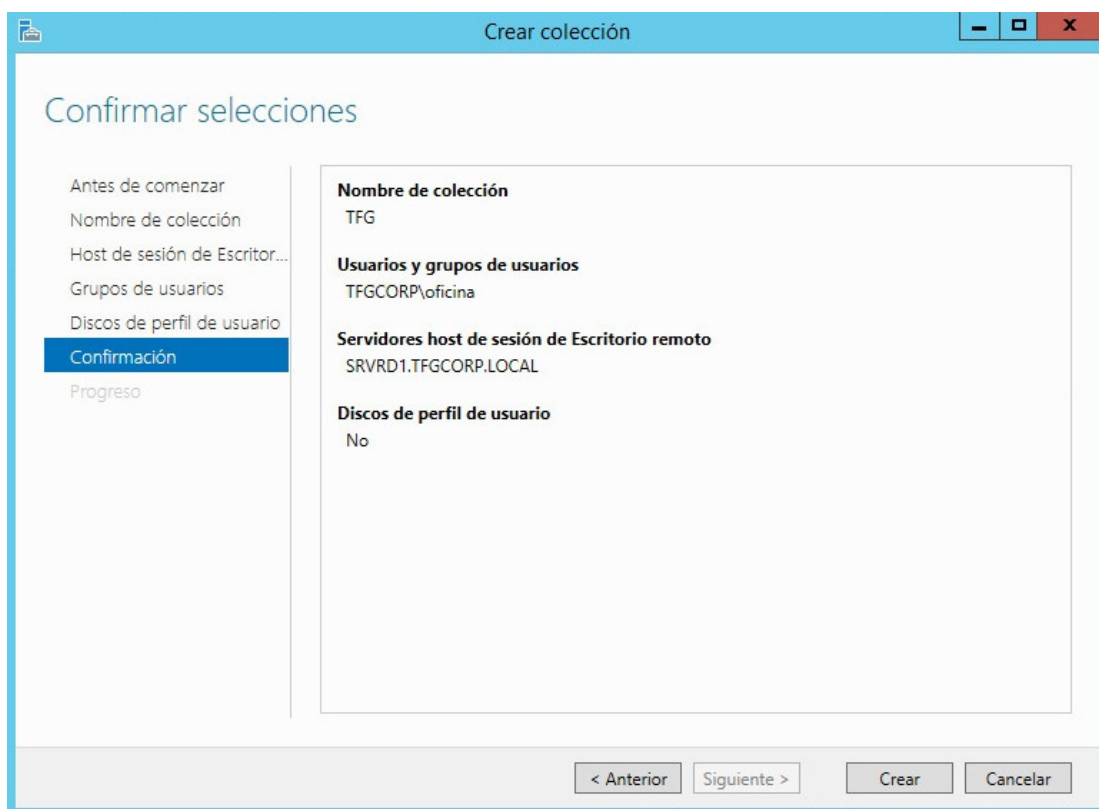 Crear colección
Confirmar selecciones
Antes de comenzar
Nombre de colección
Host de sesión de Escritor...
Grupos de usuarios
Discos de perfil de usuario
Confirmación
Progreso
Nombre de colección
TFG
Usuarios y grupos de usuarios
TFGCORP\oficina
Servidores host de sesión de Escritorio remoto
SRVRD1.TFGCORP.LOCAL
Discos de perfil de usuario
No
< Anterior
Siguiente >
Crear
Cancelar